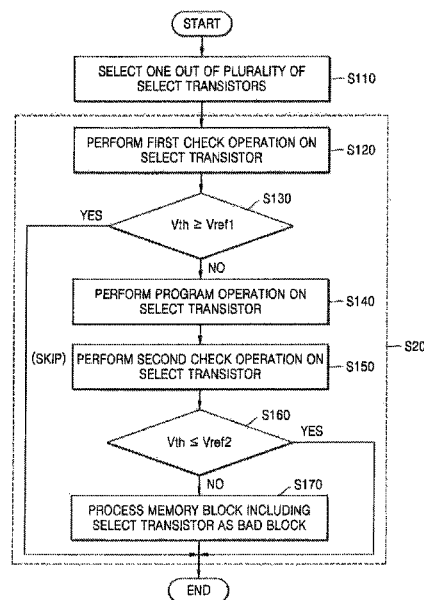 START
SELECT ONE OUT OF PLURALITY OF
SELECT TRANSISTORS
S110
PERFORM FIRST CHECK OPERATION ON
SELECT TRANSISTOR
S120
S130
YES
Vth ≥ Vref1
NO
PERFORM PROGRAM OPERATION ON
SELECT TRANSISTOR
S140
S20
(SKIP)
PERFORM SECOND CHECK OPERATION ON
SELECT TRANSISTOR
S150
S160
YES
Vth ≤ Vref2
NO
S170
PROCESS MEMORY BLOCK INCLUDING
SELECT TRANSISTOR AS BAD BLOCK
END